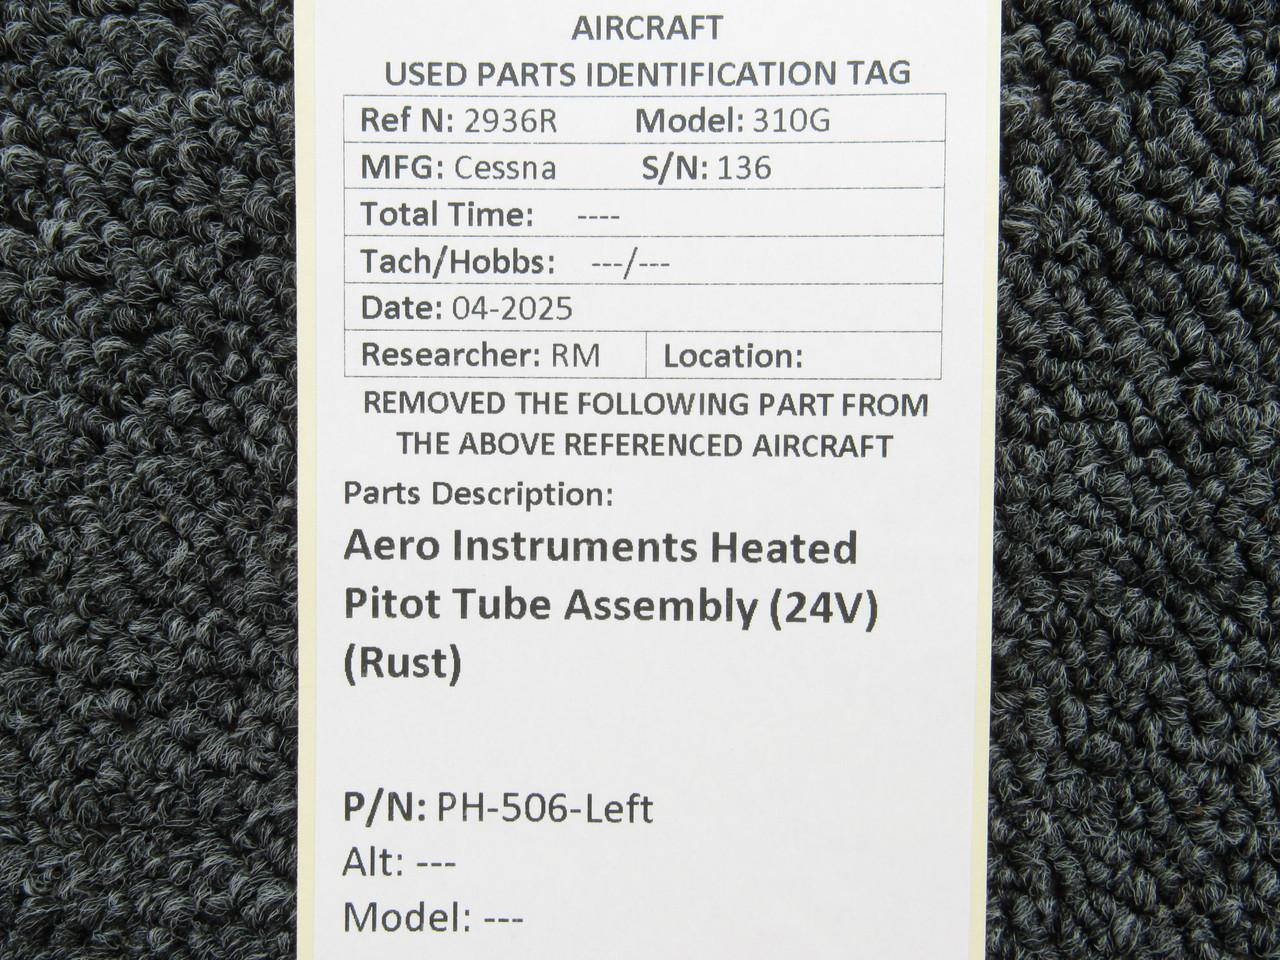 AIRCRAFT
USED PARTS IDENTIFICATION TAG
Ref N: 2936R Model: 310G
MFG: Cessna S/N: 136
Total Time: ----
Tach/Hobbs: ---/---
Date: 04-2025
Researcher: RM Location:
REMOVED THE FOLLOWING PART FROM
THE ABOVE REFERENCED AIRCRAFT
Parts Description:
Aero Instruments Heated
Pitot Tube Assembly (24V)
(Rust)
P/N: PH-506-Left
Alt: ---
Model: ---